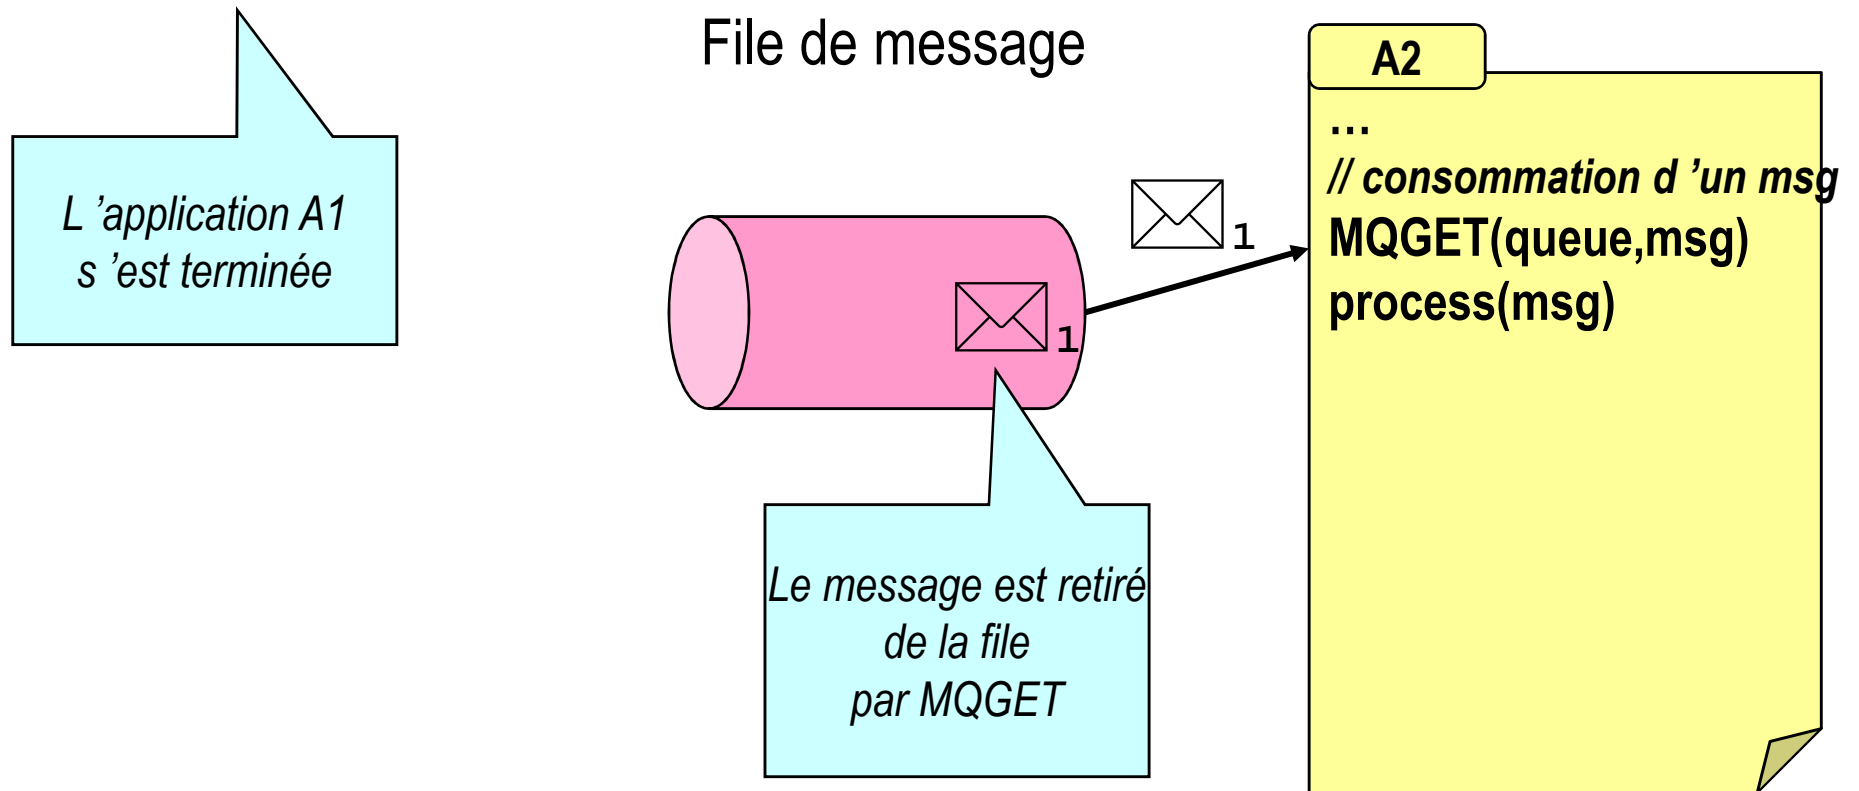 File de message
L ’application A1
s ’est terminée
1
1
Le message est retiré
de la file
par MQGET
A2
…
// consommation d ’un msg
MQGET(queue,msg)
process(msg)